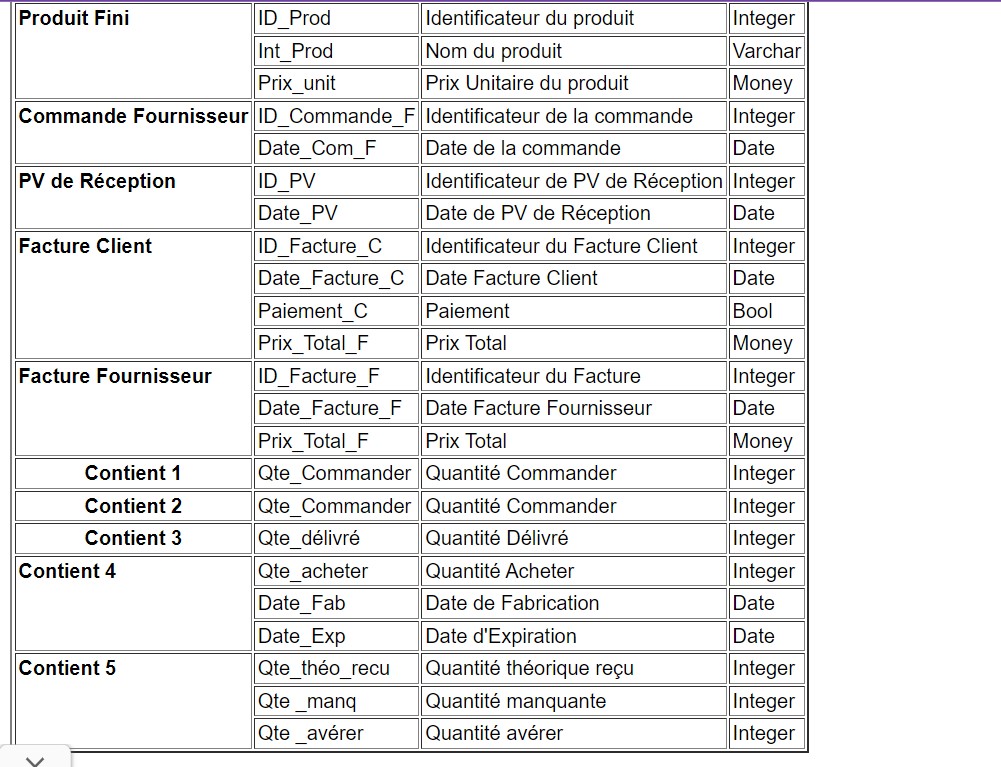 Produit Fini ID_Prod Identificateur du produit Integer
Int_Prod Nom du produit Varchar
Prix_unit Prix Unitaire du produit Money
Commande Fournisseur ID_Commande_F Identificateur de la commande Integer
Date_Com_F Date de la commande Date
PV de Réception ID_PV Identificateur de PV de Réception Integer
Date_PV Date de PV de Réception Date
Facture Client ID_Facture_C Identificateur du Facture Client Integer
Date_Facture_C Date Facture Client Date
Paiement_C Paiement Bool
Prix_Total_F Prix Total Money
Facture Fournisseur ID_Facture_F Identificateur du Facture Integer
Date_Facture_F Date Facture Fournisseur Date
Prix_Total_F Prix Total Money
Contient 1 Qte_Commander Quantité Commander Integer
Contient 2 Qte_Commander Quantité Commander Integer
Contient 3 Qte_délivré Quantité Délivré Integer
Contient 4 Qte_acheter Quantité Acheter Integer
Date_Fab Date de Fabrication Date
Date_Exp Date d'Expiration Date
Contient 5 Qte_théo_recu Quantité théorique reçu Integer
Qte _manq Quantité manquante Integer
Qte _avérer Quantité avérer Integer